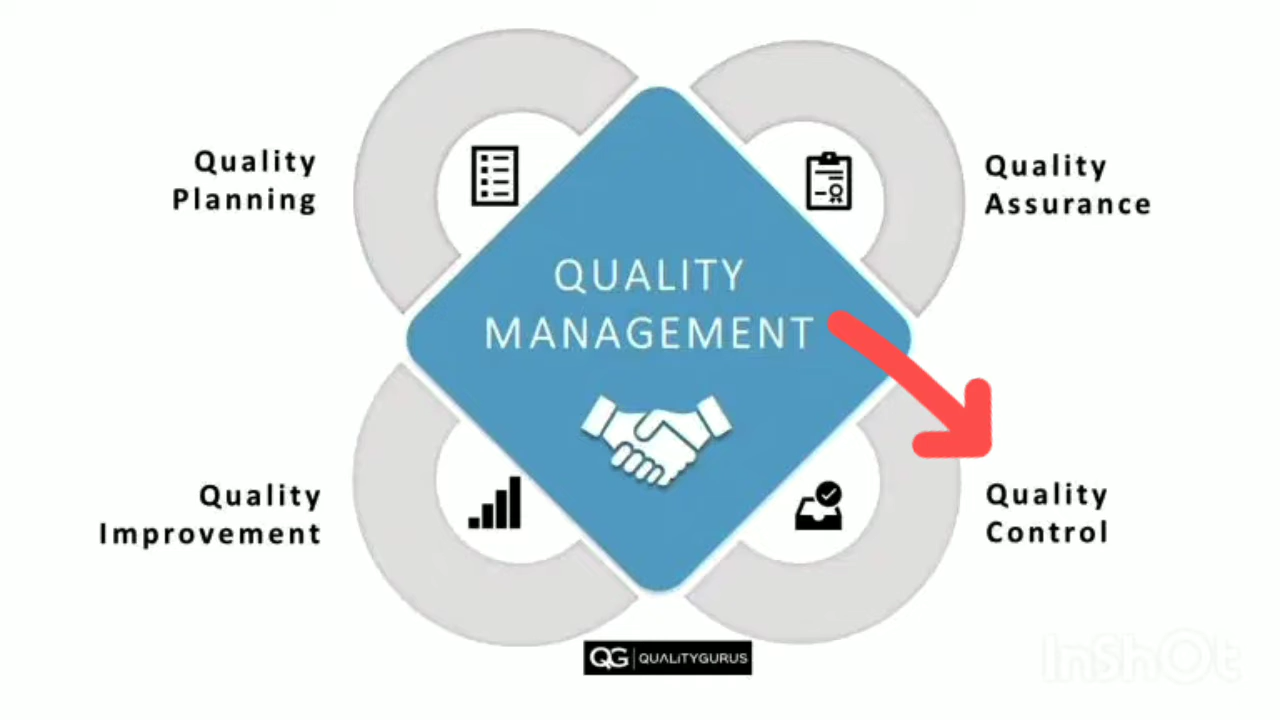 Quality
Planning
Quality
Assurance
QUALITY
MANAGEMENT
Quality
Improvement
Quality
Control
QG QUALITYGURUS
InShOt